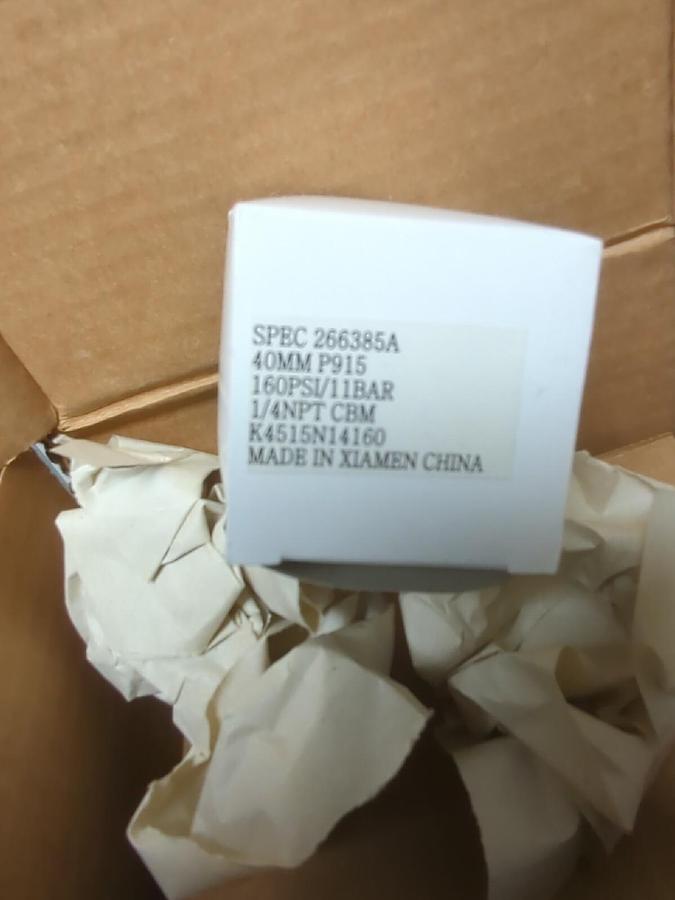 SPEC 266385A
40MM P915
160PSI/11BAR
1/4NPT CBM
K4515N14160
MADE IN XIAMEN CHINA